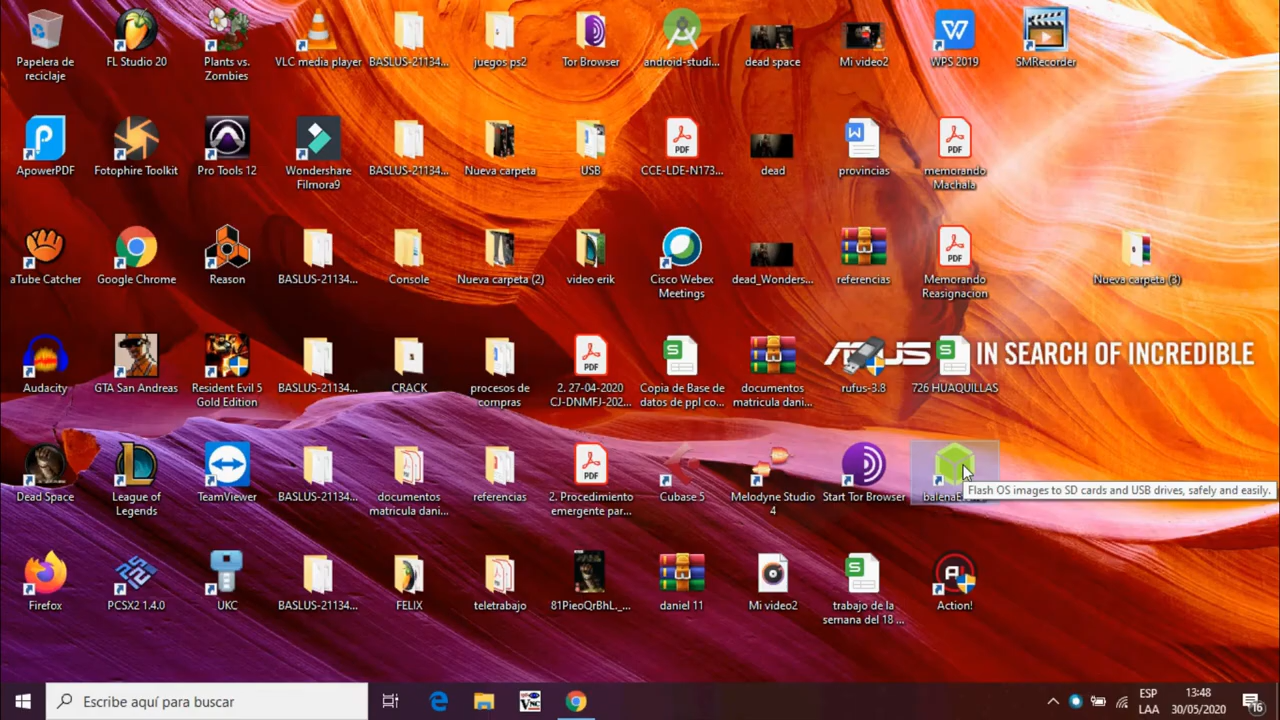 Papelera de
reciclaje
FL Studio 20
Plants vs.
Zombies
VLC media player
BASLUS-21134...
juegos ps2
Tor Browser
android-studi...
dead space
Mi video2
WPS 2019
SMRecorder
ApowerPDF
Fotophire Toolkit
Pro Tools 12
Wondershare
Filmora9
BASLUS-21134...
Nueva carpeta
USB
PDF
CCE-LDE-N173...
dead
provincias
PDF
memorando
Machala
aTube Catcher
Google Chrome
Reason
BASLUS-21134...
Console
Nueva carpeta (2)
video erik
Cisco Webex
Meetings
dead_Wonders...
referencias
PDF
Memorando
Reasignacion
Nueva carpeta (3)
Audacity
GTA San Andreas
Resident Evil 5
Gold Edition
BASLUS-21134...
CRACK
procesos de
compras
PDF
2. 27-04-2020
CJ-DNMFJ-202...
Copia de Base de
datos de ppl co...
documentos
matricula dani...
rufus-3.8
726 HUAQUILLAS
ASUS IN SEARCH OF INCREDIBLE
Dead Space
League of
Legends
TeamViewer
BASLUS-21134...
documentos
matricula dani...
referencias
PDF
2. Procedimiento
emergente par...
Cubase 5
Melodyne Studio
4
Start Tor Browser
Flash OS images to SD cards and USB drives, safely and easily.
Firefox
PCSX2 1.4.0
UKC
BASLUS-21134...
FELIX
teletrabajo
81PieoQrBhL._...
daniel 11
Mi video2
trabajo de la
semana del 18 ...
Action!
Escribe aquí para buscar
ESP
LAA
13:48
30/05/2020
16